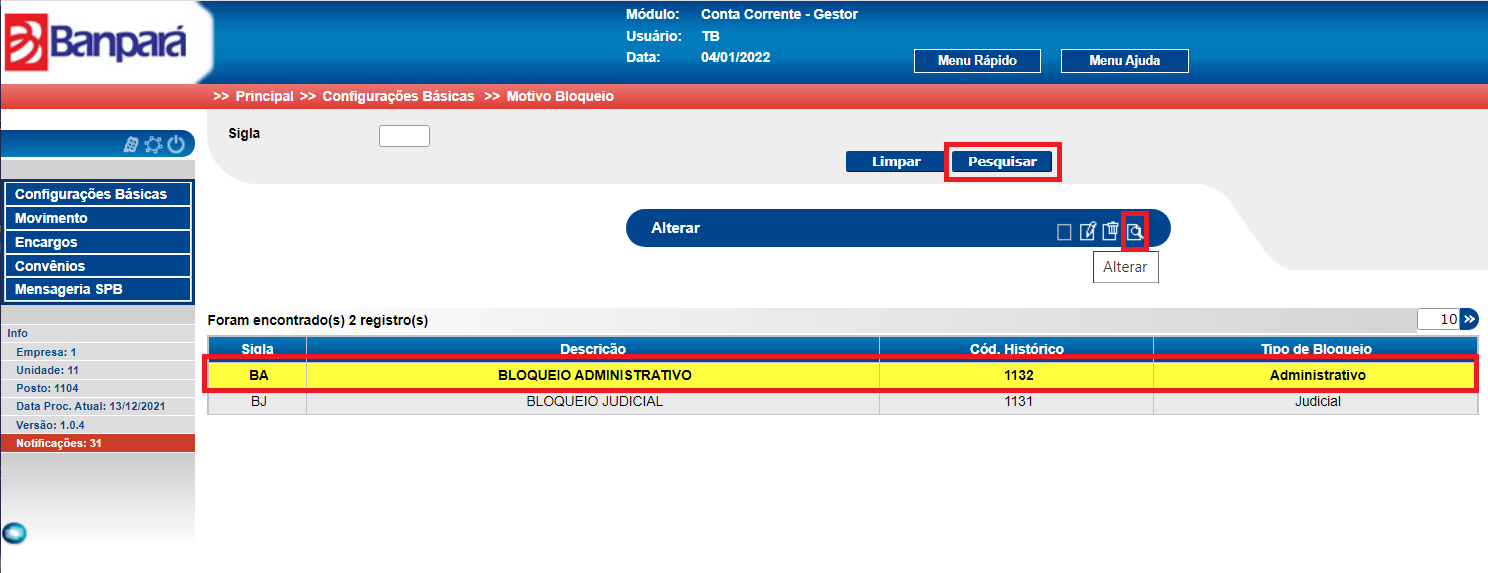 Banpará
Módulo: Conta Corrente - Gestor
Usuário: TB
Data: 04/01/2022
Menu Rápido Menu Ajuda
>> Principal >> Configurações Básicas >> Motivo Bloqueio
Sigla
Limpar Pesquisar
Configurações Básicas
Movimento
Encargos
Convênios
Mensageria SPB
Alterar
Alterar
Info
Empresa: 1
Unidade: 11
Posto: 1104
Data Proc. Atual: 13/12/2021
Versão: 1.0.4
Notificações: 31
Foram encontrado(s) 2 registro(s) 10 »
Sigla Descrição Cód. Histórico Tipo de Bloqueio
BA BLOQUEIO ADMINISTRATIVO 1132 Administrativo
BJ BLOQUEIO JUDICIAL 1131 Judicial